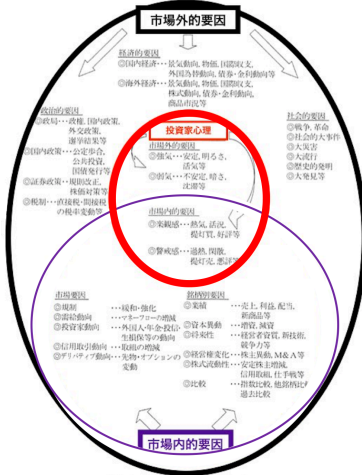 市場外的要因
経済的要因
◎国内経済…景気動向、物価、国際収支、
外国為替動向、債券・金利動向等
◎海外経済…景気動向、物価、国際収支、
株式動向、債券・金利動向、
商品市況等
政治的要因
◎政局…政権、国内政策、
外交政策、
選挙結果等
◎国内政策…公定歩合、
公共投資、
国債発行等
◎証券政策…規制改正、
株価対策等
◎税制…直接税・間接税
の税率変動等
社会的要因
◎戦争、革命
◎社会的大事件
◎大災害
◎大流行
◎歴史的発明
◎大発見等
投資家心理
市場外的要因
◎強気…安定、明るさ、
活気等
◎弱気…不安定、暗さ、
沈滞等
市場内的要因
◎楽観感…熱気、活況、
提灯買、好評等
◎警戒感…過熱、閑散、
提灯売、悪評等
市場要因
◎規制…緩和・強化
◎需給動向…マネーフローの増減
◎投資家動向…外国人・年金・投信・
生損保等の動向
◎信用取引動向…取組の増減
◎デリバティブ動向…先物・オプションの
変動
銘柄別要因
◎業績…売上、利益、配当、
新商品等
◎資本異動…増資、減資
◎将来性…経営者資質、新技術、
競争力等
◎経営権変化…株主異動、M&A等
◎株式流動性…安定株主増減、
信用取組、仕手戦等
◎比較…指数比較、他銘柄比
過去比較
市場内的要因